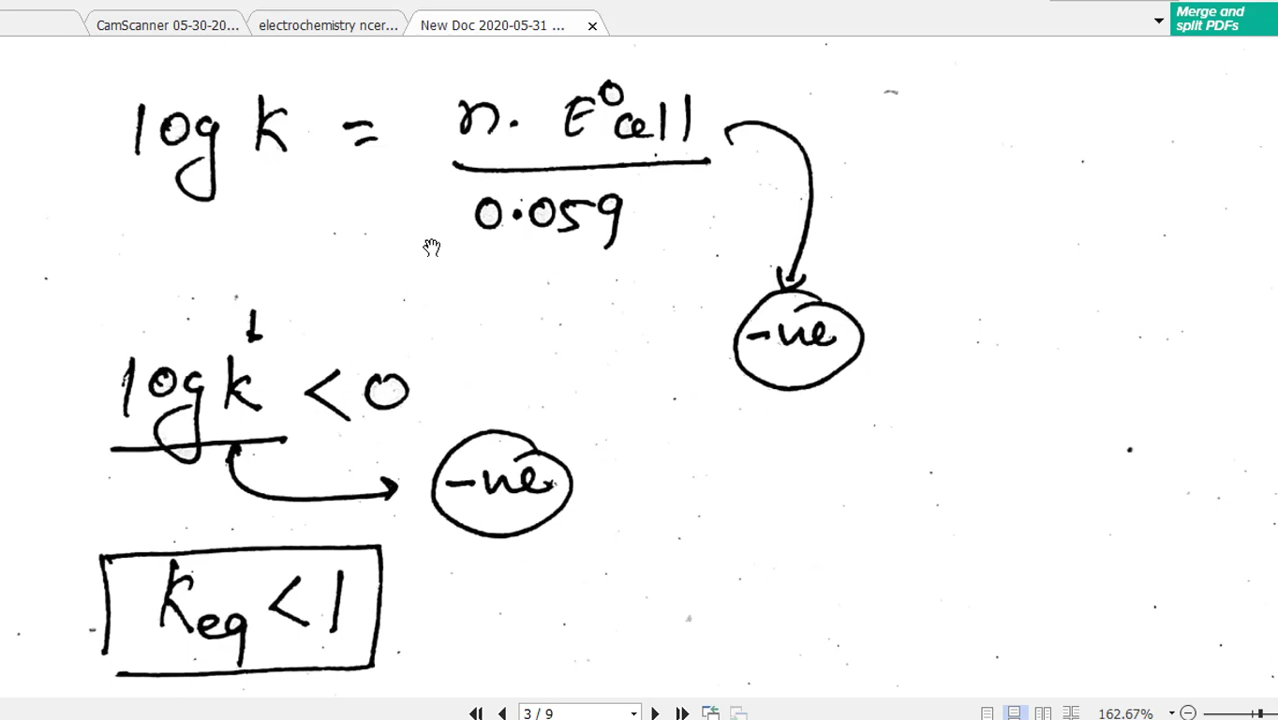 CamScanner 05-30-20... electrochemistry ncer... New Doc 2020-05-31 ... Merge and
split PDFs
log k = n. E⁰cell
0.059
-ve
log k < 0
-ve
Keq < 1
3 / 9 162.67%